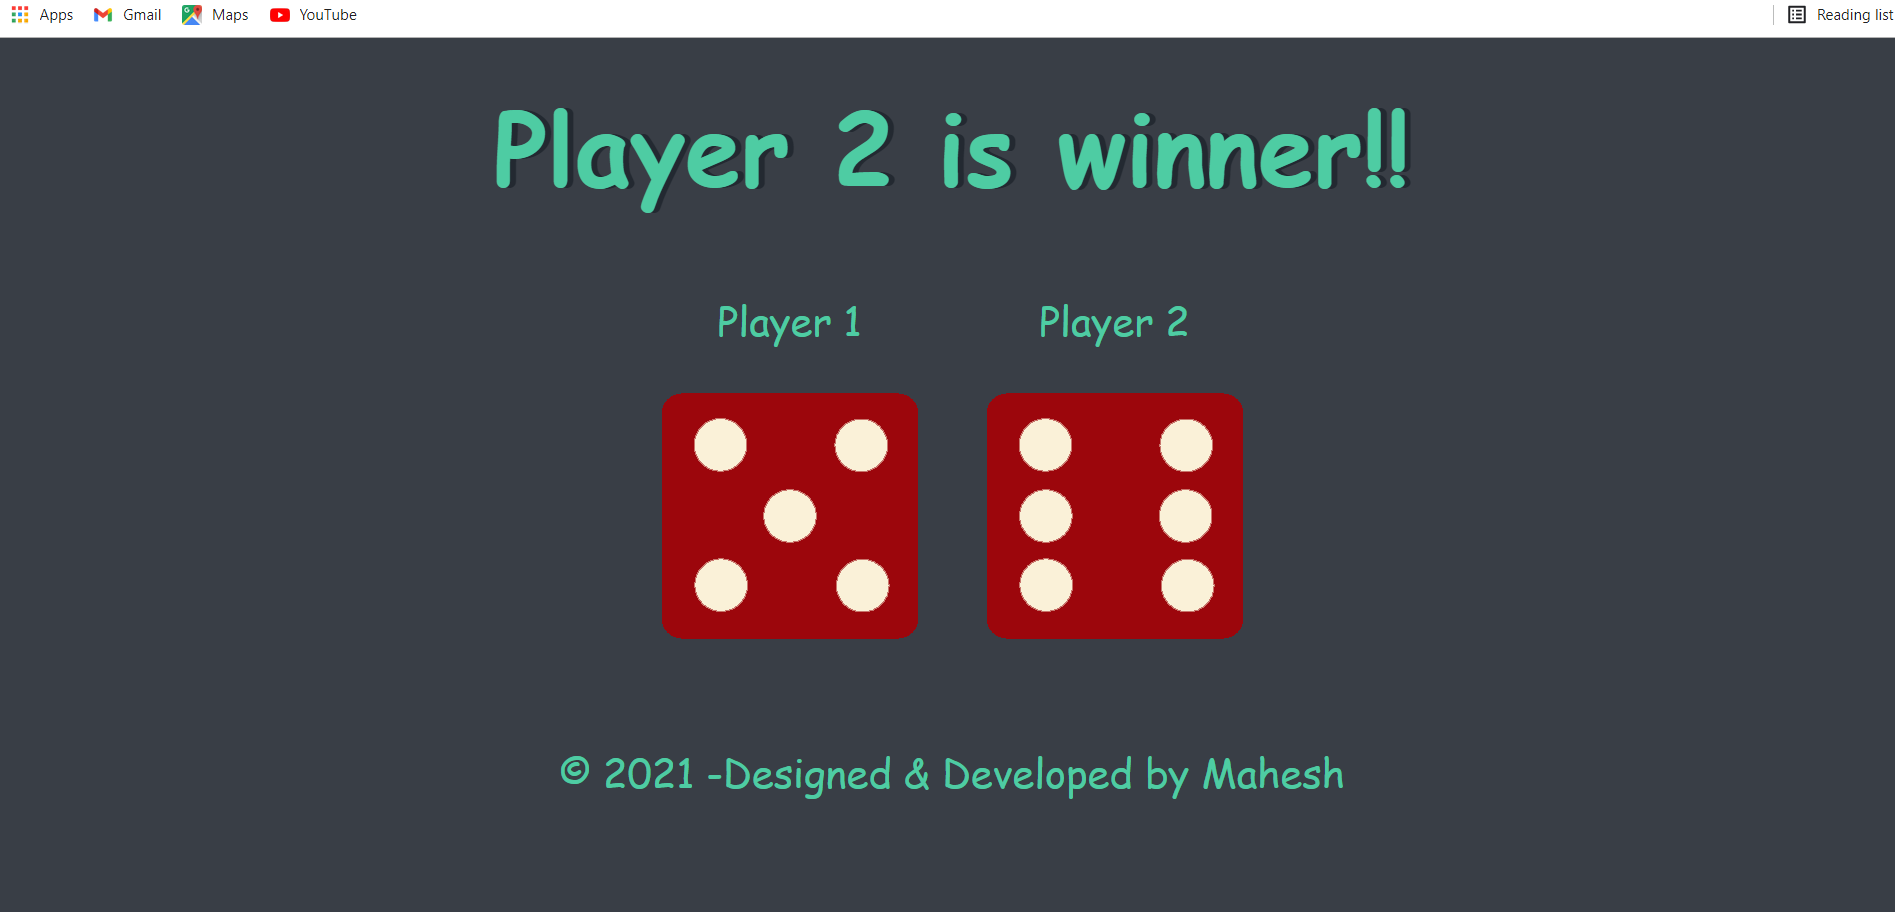 Apps Gmail Maps YouTube Reading list
Player 2 is winner!!
Player 1 Player 2
© 2021 -Designed & Developed by Mahesh